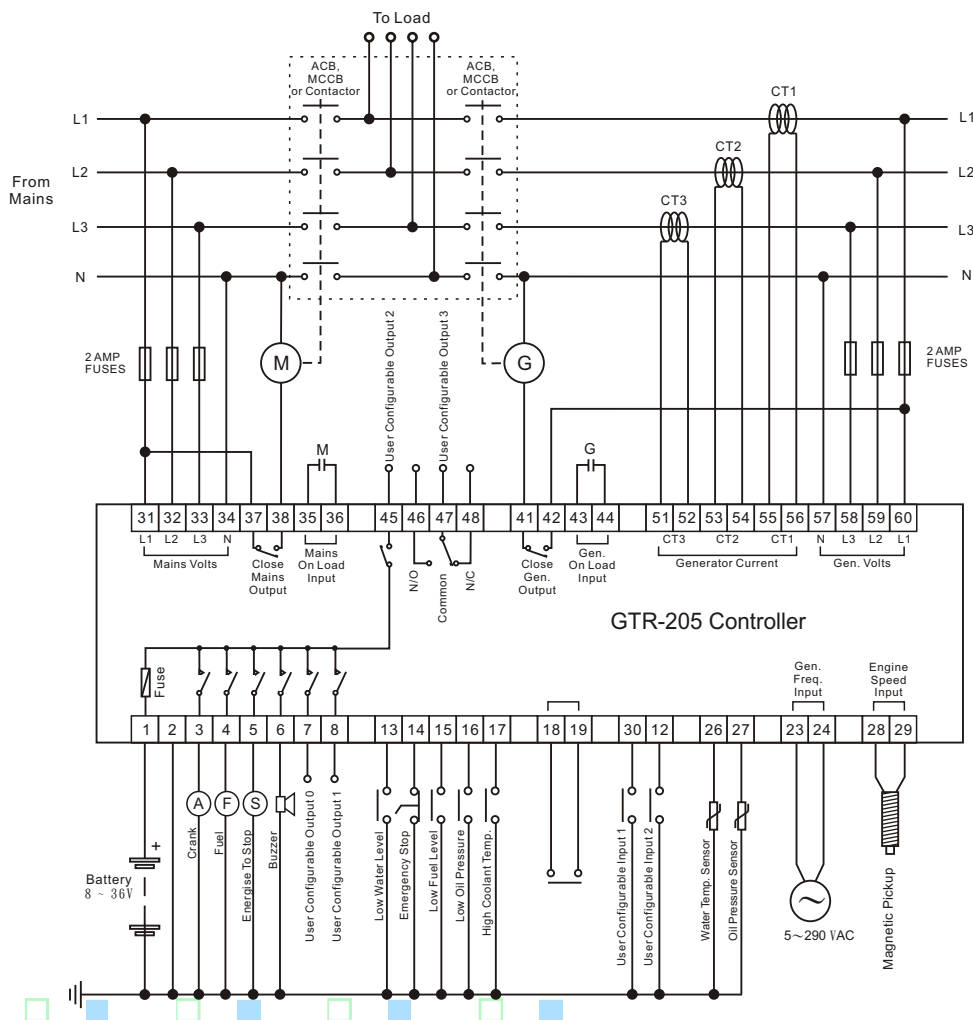 To Load
ACB,
MCCB
or Contactor
ACB,
MCCB
or Contactor
CT1
L1
L1
CT2
L2
L2
From
Mains
CT3
L3
L3
N
N
User Configurable Output 2
User Configurable Output 3
2 AMP
FUSES
M
G
2 AMP
FUSES
M
G
31 32 33 34 37 38 35 36 45 46 47 48 41 42 43 44 51 52 53 54 55 56 57 58 59 60
L1 L2 L3 N
Mains Volts
Close
Mains
Output
Mains
On Load
Input
N/O
Common
N/C
Close
Gen.
Output
Gen.
On Load
Input
CT3 CT2 CT1
Generator Current
N L3 L2 L1
Gen. Volts
GTR-205 Controller
Fuse
Gen.
Freq.
Input
Engine
Speed
Input
1 2 3 4 5 6 7 8 13 14 15 16 17 18 19 30 12 26 27 23 24 28 29
A F S
Crank
Fuel
Energise To Stop
Buzzer
User Configurable Output 0
User Configurable Output 1
Low Water Level
Emergency Stop
Low Fuel Level
Low Oil Pressure
High Coolant Temp.
User Configurable Input 1
User Configurable Input 2
Water Temp. Sensor
Oil Pressure Sensor
+
Battery
8 ~ 36V
5～290 VAC
Magnetic Pickup